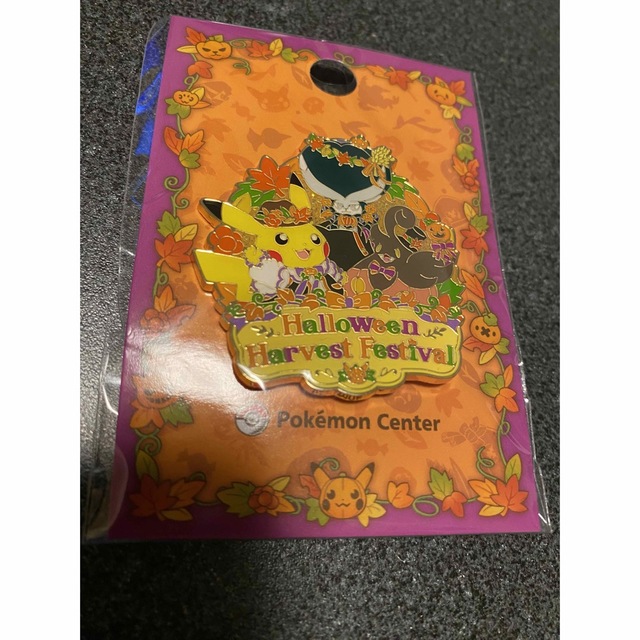 Halloween
Harvest Festival
Pokémon Center